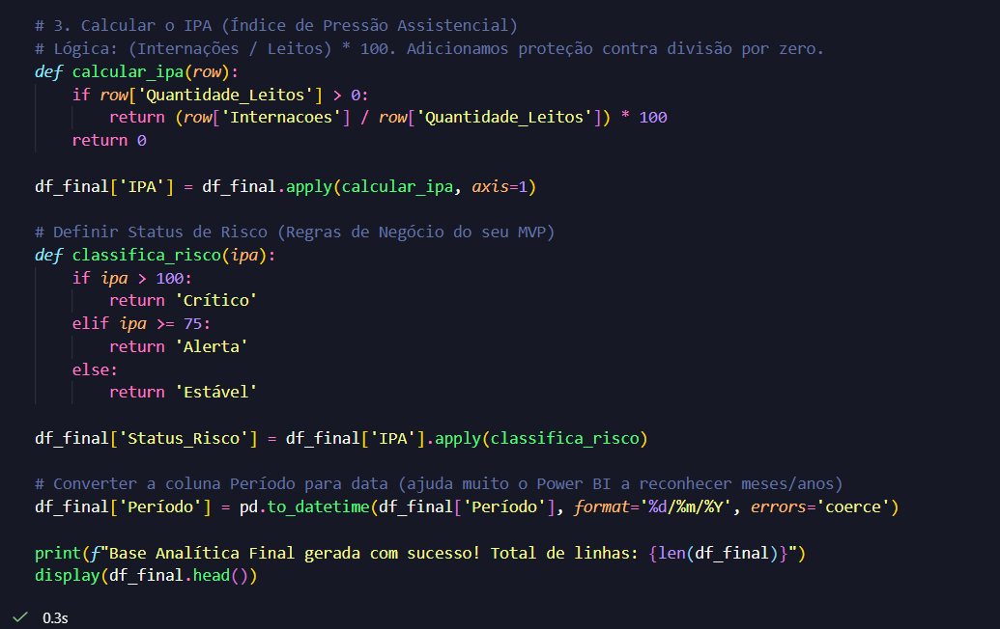 # 3. Calcular o IPA (Índice de Pressão Assistencial)
# Lógica: (Internações / Leitos) * 100. Adicionamos proteção contra divisão por zero.
def calcular_ipa(row):
    if row['Quantidade_Leitos'] > 0:
        return (row['Internacoes'] / row['Quantidade_Leitos']) * 100
    return 0
df_final['IPA'] = df_final.apply(calcular_ipa, axis=1)
# Definir Status de Risco (Regras de Negócio do seu MVP)
def classifica_risco(ipa):
    if ipa > 100:
        return 'Crítico'
    elif ipa >= 75:
        return 'Alerta'
    else:
        return 'Estável'
df_final['Status_Risco'] = df_final['IPA'].apply(classifica_risco)
# Converter a coluna Período para data (ajuda muito o Power BI a reconhecer meses/anos)
df_final['Período'] = pd.to_datetime(df_final['Período'], format='%d/%m/%Y', errors='coerce')
print(f"Base Analítica Final gerada com sucesso! Total de linhas: {len(df_final)}")
display(df_final.head())
0.3s